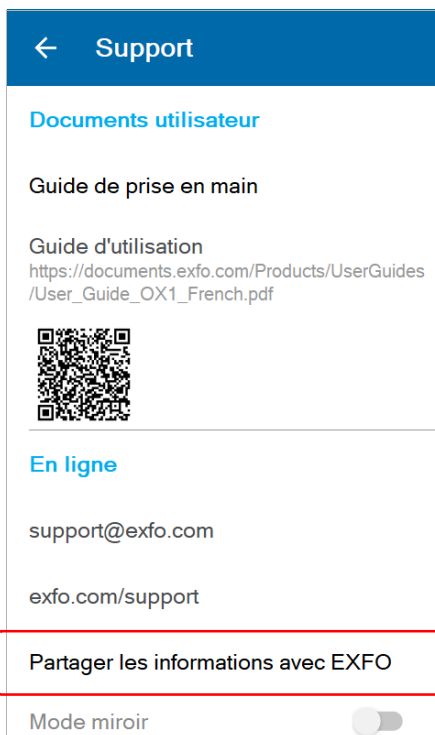 Support
Documents utilisateur
Guide de prise en main
Guide d'utilisation
https://documents.exfo.com/Products/UserGuides
/User_Guide_OX1_French.pdf
En ligne
support@exfo.com
exfo.com/support
Partager les informations avec EXFO
Mode miroir